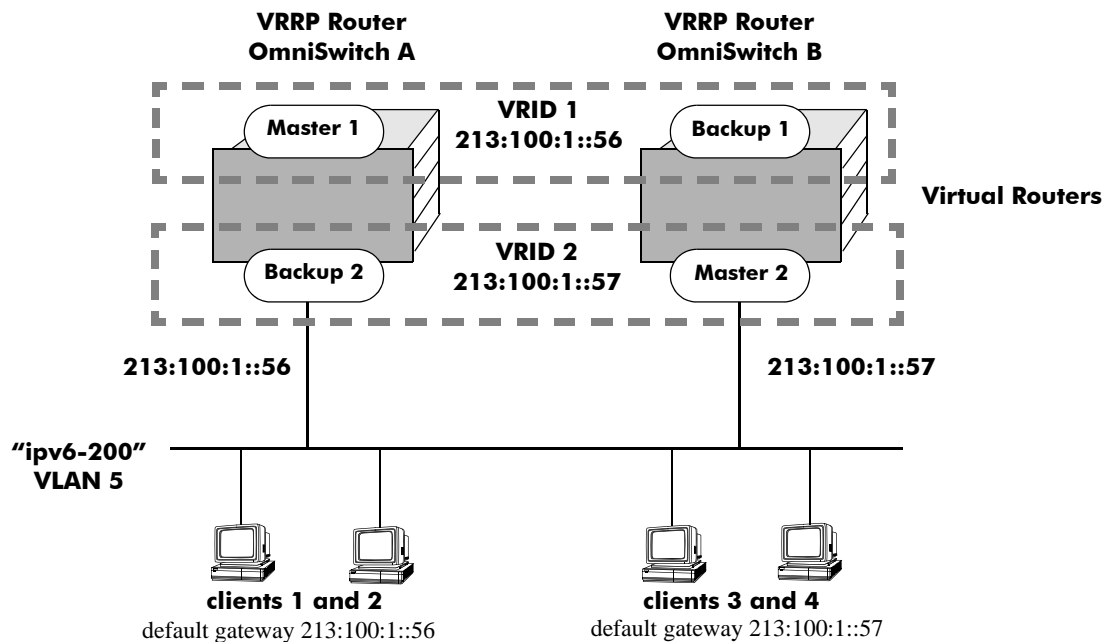 VRRP Router
OmniSwitch A
VRRP Router
OmniSwitch B
Master 1
VRID 1
213:100:1::56
Backup 1
Virtual Routers
Backup 2
VRID 2
213:100:1::57
Master 2
213:100:1::56
213:100:1::57
“ipv6-200”
VLAN 5
clients 1 and 2
default gateway 213:100:1::56
clients 3 and 4
default gateway 213:100:1::57